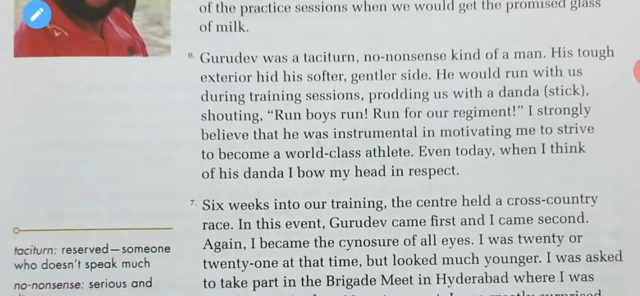 of the practice sessions when we would get the promised glass
of milk.
6. Gurudev was a taciturn, no-nonsense kind of a man. His tough
exterior hid his softer, gentler side. He would run with us
during training sessions, prodding us with a danda (stick),
shouting, “Run boys run! Run for our regiment!” I strongly
believe that he was instrumental in motivating me to strive
to become a world-class athlete. Even today, when I think
of his danda I bow my head in respect.
7. Six weeks into our training, the centre held a cross-country
race. In this event, Gurudev came first and I came second.
Again, I became the cynosure of all eyes. I was twenty or
twenty-one at that time, but looked much younger. I was asked
to take part in the Brigade Meet in Hyderabad where I was
taciturn: reserved—someone
who doesn’t speak much
no-nonsense: serious and